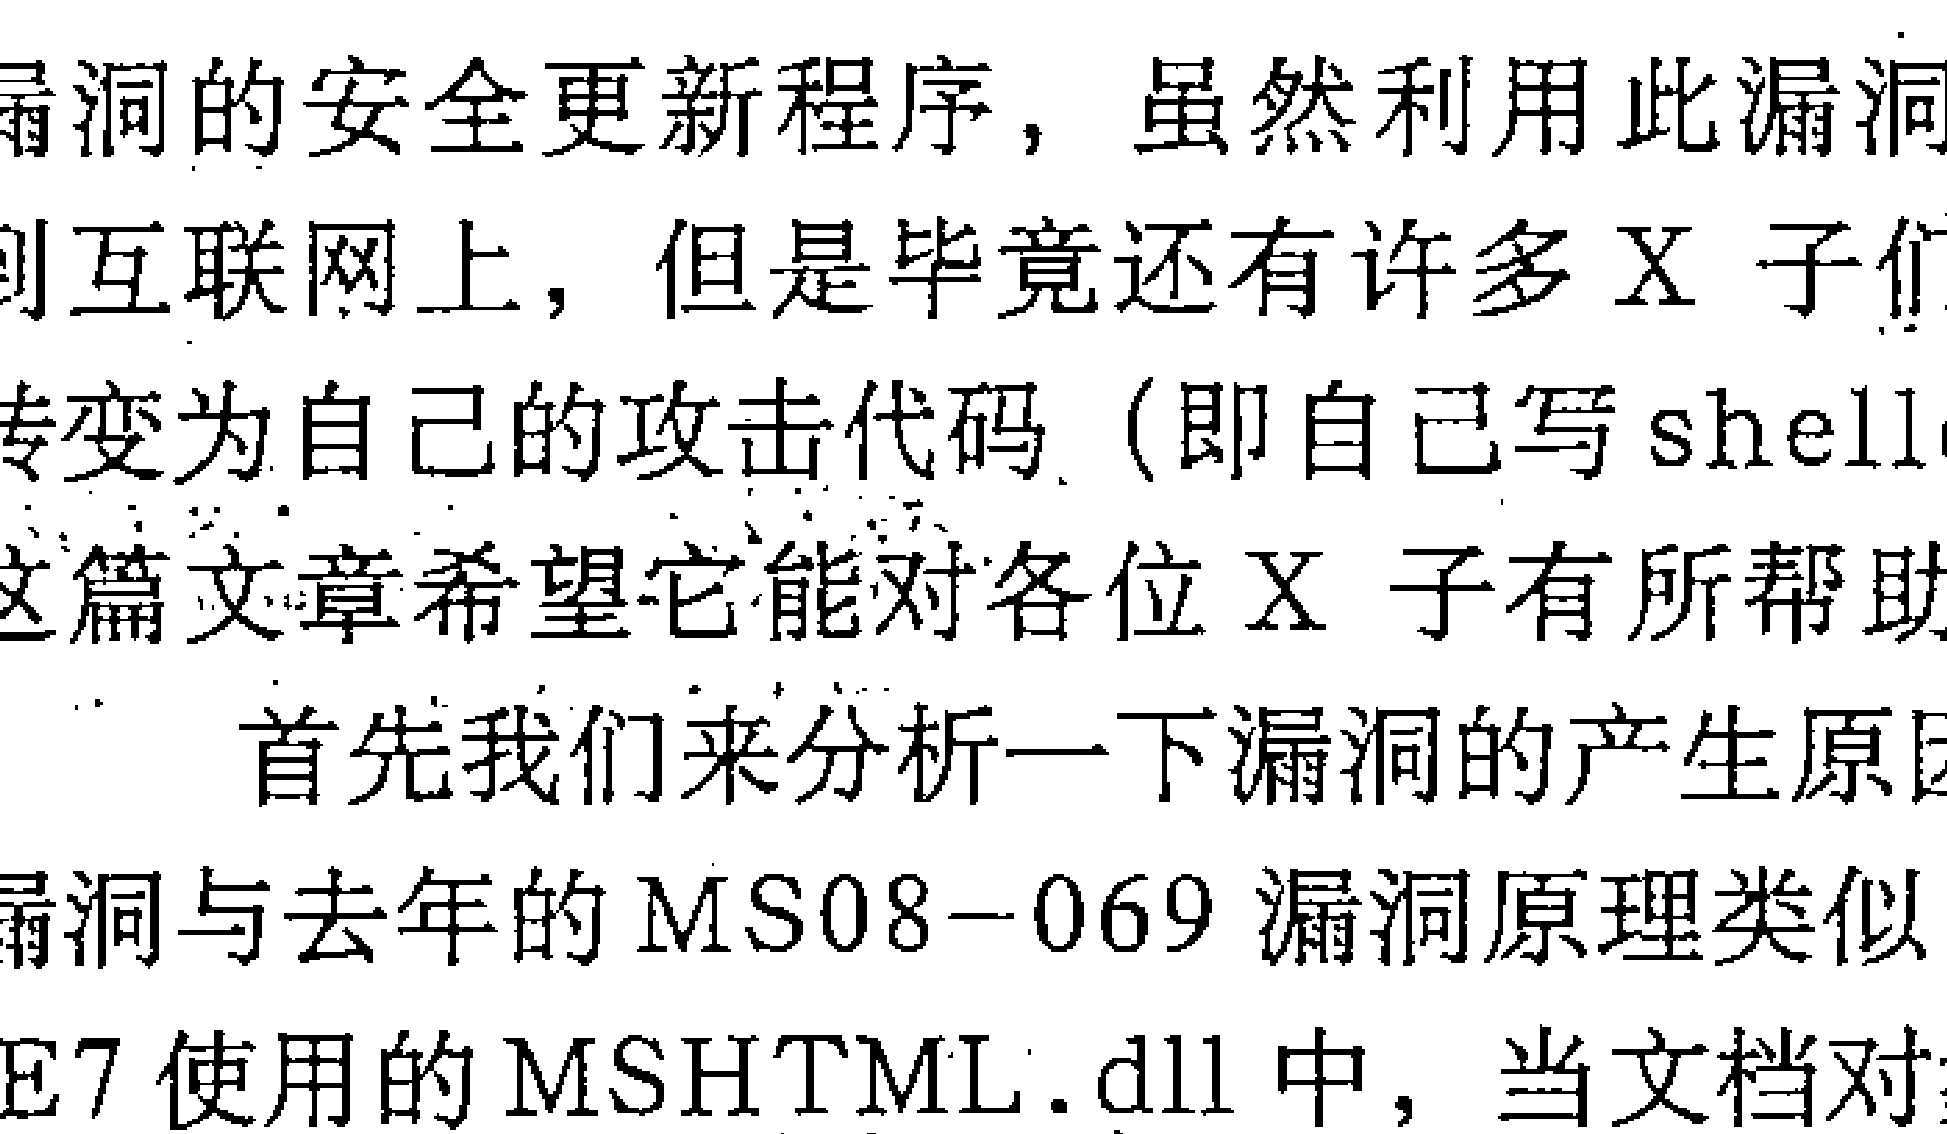 漏洞的安全更新程序，虽然利用此漏洞
到互联网上，但是毕竟还有许多 X 子们
转变为自己的攻击代码（即自己写 shell
这篇文章希望它能对各位 X 子有所帮助
首先我们来分析一下漏洞的产生原因
漏洞与去年的 MS08-069 漏洞原理类似
E7 使用的 MSHTML.dll 中，当文档对